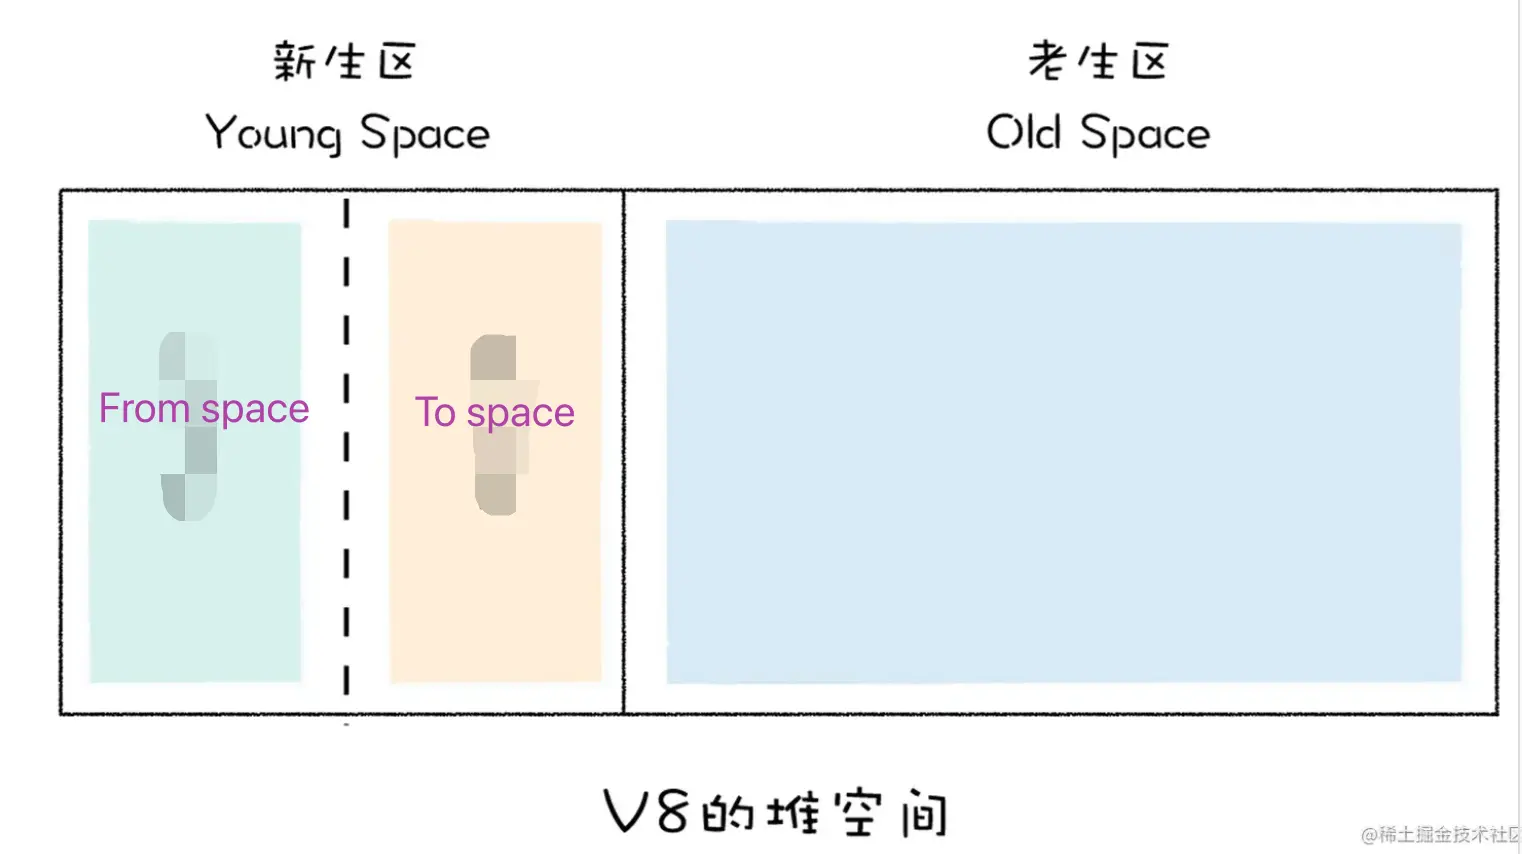 新生区
Young Space
老生区
Old Space
From space
To space
V8的堆空间
@稀土掘金技术社区